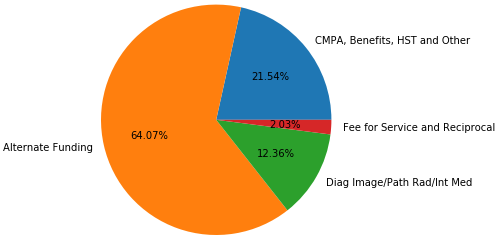 CMPA, Benefits, HST and Other
21.54%
2.03%
Fee for Service and Reciprocal
64.07%
Alternate Funding
12.36%
Diag Image/Path Rad/Int Med